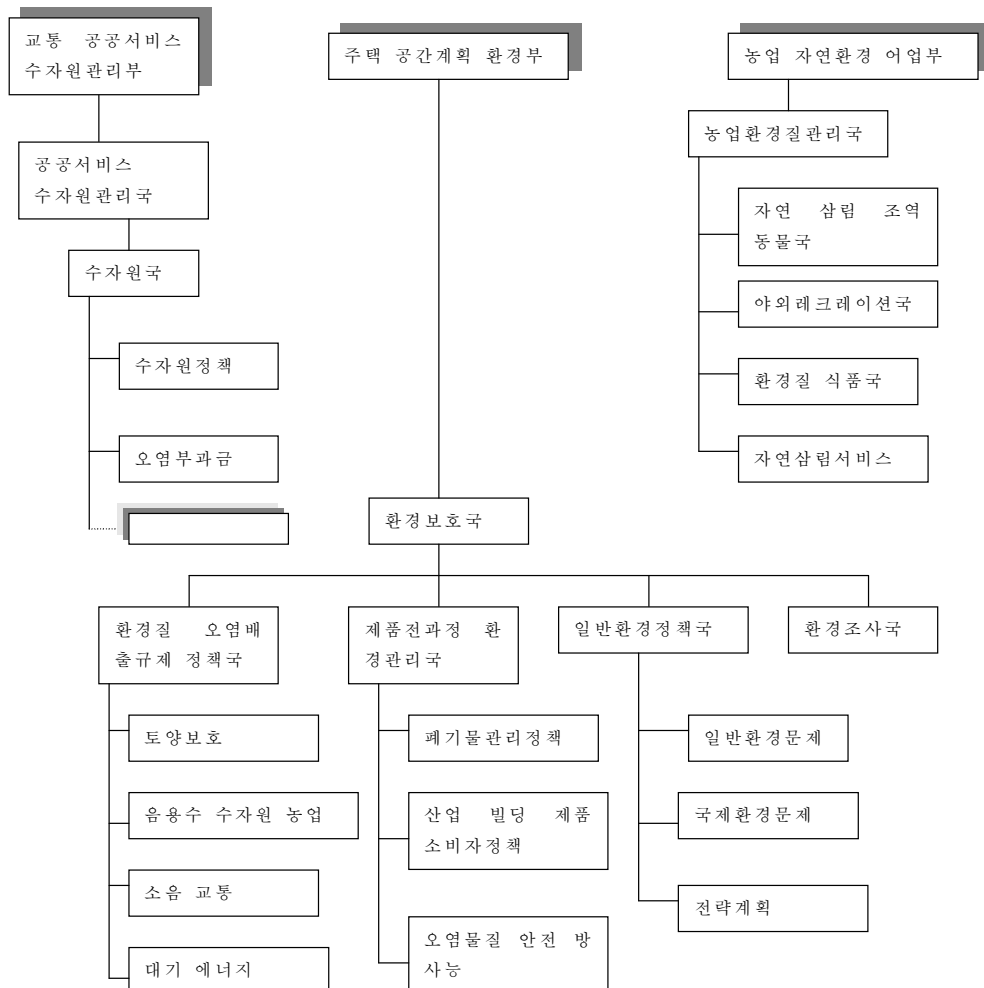 교통 공공서비스
수자원관리부
주택 공간계획 환경부
농업 자연환경 어업부
공공서비스
수자원관리국
농업환경질관리국
수자원국
자연 삼림 조역
동물국
야외레크레이션국
수자원정책
환경질 식품국
오염부과금
자연삼림서비스
환경보호국
환경질 오염배
출규제 정책국
제품전과정 환
경관리국
일반환경정책국
환경조사국
토양보호
폐기물관리정책
일반환경문제
음용수 수자원 농업
산업 빌딩 제품
소비자정책
국제환경문제
소음 교통
전략계획
대기 에너지
오염물질 안전 방
사능